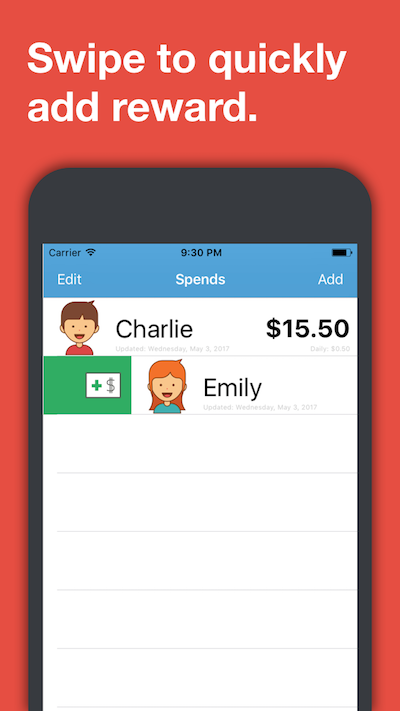 Swipe to quickly
add reward.
Carrier 9:30 PM
Edit Spends Add
Charlie $15.50
Updated: Wednesday, May 3, 2017 Daily: $0.50
+ $ Emily
Updated: Wednesday, May 3, 2017